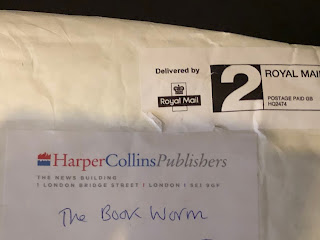 Delivered by
Royal Mail
2
ROYAL MAI
POSTAGE PAID GB
HQ2474
HarperCollinsPublishers
THE NEWS BUILDING
1 LONDON BRIDGE STREET | LONDON | SE1 9GF
The Book Worm